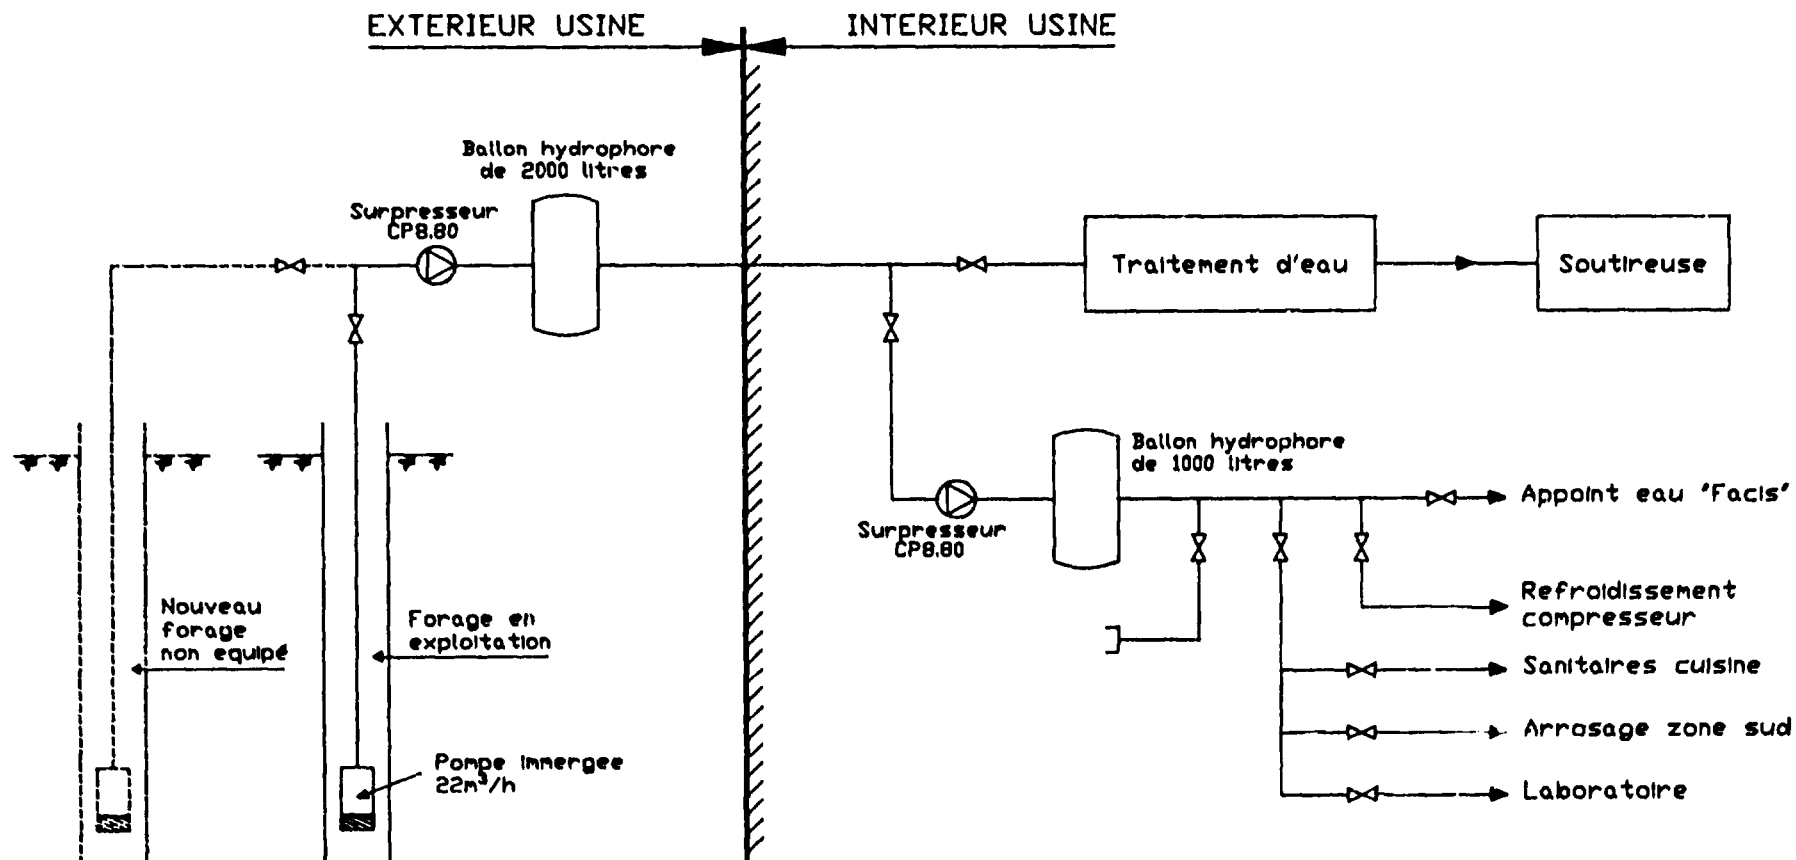 EXTERIEUR USINE
INTERIEUR USINE
Ballon hydrophore
de 2000 litres
Surpresseur
CP8.80
Traitement d'eau
Soutireuse
Ballon hydrophore
de 1000 litres
Surpresseur
CP8.80
Appoint eau "Facis"
Refroidissement
compresseur
Sanitaires cuisine
Arrosage zone sud
Laboratoire
Nouveau
forage
non equipé
Forage en
exploitation
Pompe immergee
22m³/h